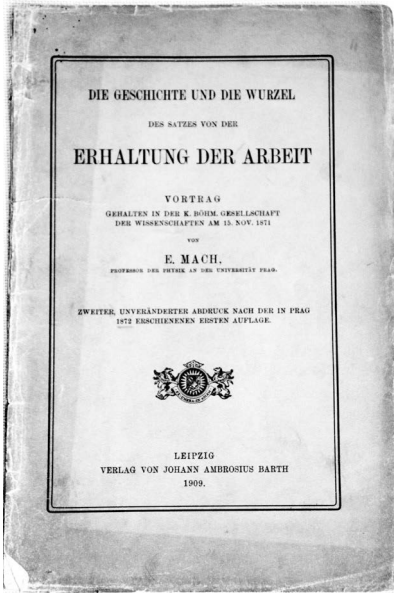 DIE GESCHICHTE UND DIE WURZEL
DES SATZES VON DER
ERHALTUNG DER ARBEIT
VORTRAG
GEHALTEN IN DER K. BÖHM. GESELLSCHAFT
DER WISSENSCHAFTEN AM 15. NOV. 1871
VON
E. MACH,
PROFESSOR DER PHYSIK AN DER UNIVERSITÄT PRAG.
ZWEITER, UNVERÄNDERTER ABDRUCK NACH DER IN PRAG
1872 ERSCHIENENEN ERSTEN AUFLAGE.
LEIPZIG
VERLAG VON JOHANN AMBROSIUS BARTH
1909.